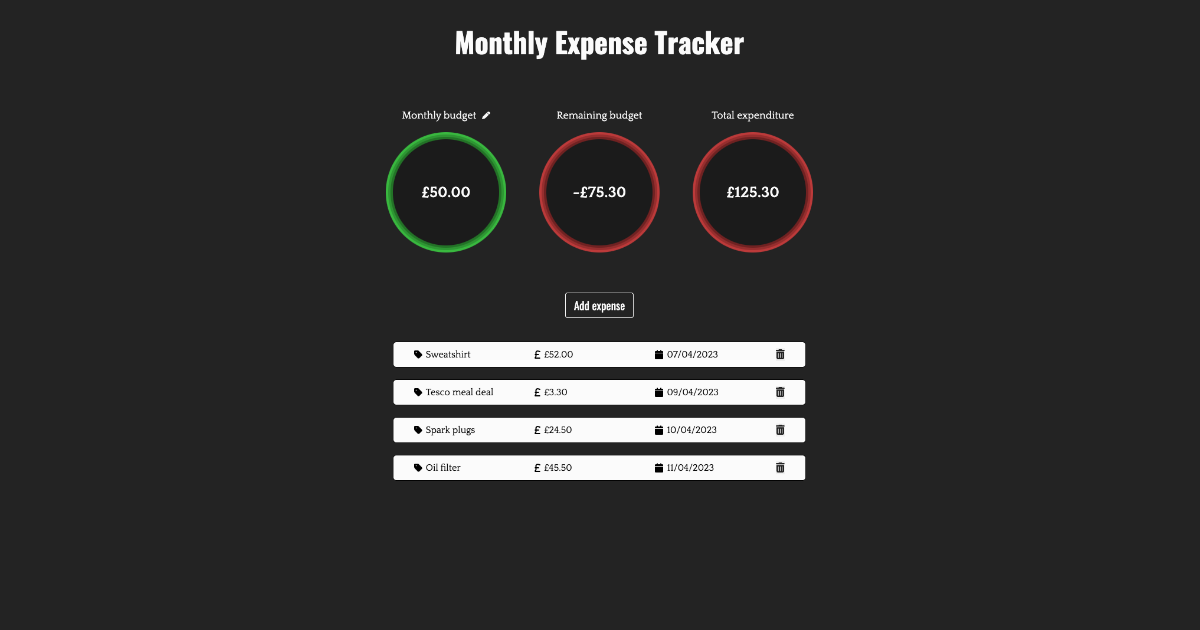 Monthly Expense Tracker
Monthly budget Remaining budget Total expenditure
£50.00 -£75.30 £125.30
Add expense
Sweatshirt £ £52.00 07/04/2023
Tesco meal deal £ £3.30 09/04/2023
Spark plugs £ £24.50 10/04/2023
Oil filter £ £45.50 11/04/2023